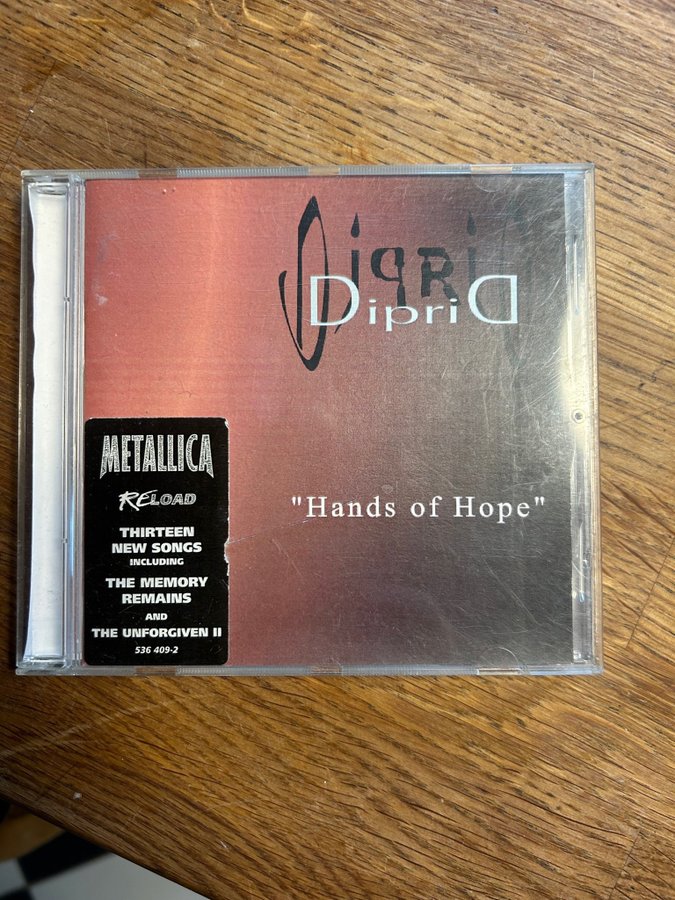 DipriD
DipriD
"Hands of Hope"
METALLICA
RELOAD
THIRTEEN
NEW SONGS
INCLUDING
THE MEMORY
REMAINS
AND
THE UNFORGIVEN II
536 409-2